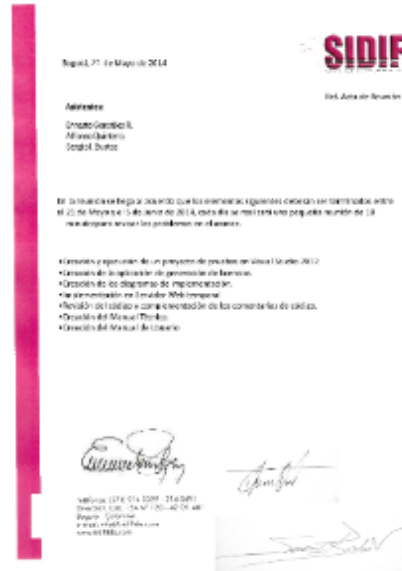 SIDIF
Bogotá, 21 de Mayo de 2014
Ref. Acta de Reunión
Asistentes:
Ernesto González R.
Alfonso Quintero
Sergio I. Bustos
En la reunión se llega al acuerdo que los elementos siguientes deberán ser terminados entre
el 21 de Mayo y el 5 de Junio de 2014, cada día se realizará una pequeña reunión de 10
minutos para revisar los problemas en el avance.
•Creación y ejecución de un proyecto de pruebas en Visual Studio 2012
•Creación de la aplicación de generación de licencias.
•Creación de los diagramas de implementación.
•Implementación en Servidor Web temporal
•Revisión del código y complementación de los comentarios de código.
•Creación del Manual Técnico
•Creación del Manual de Usuario
Bogotá Colombia